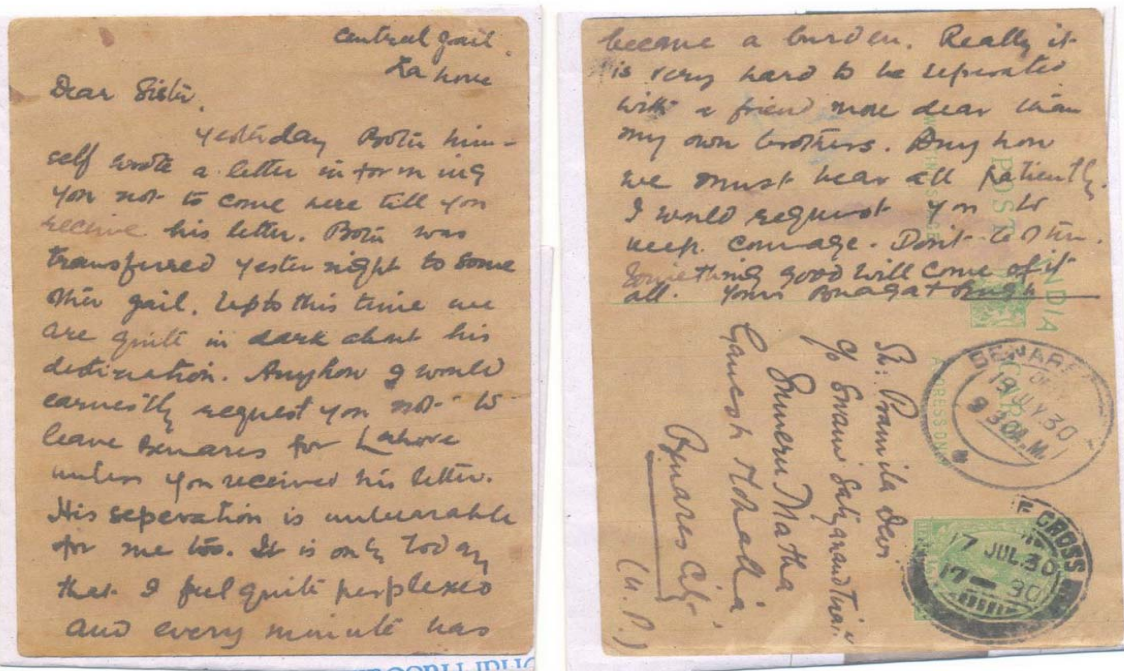 Central Jail.
Lahore
Dear Sister,
Yesterday Bottu him-
self wrote a letter informing
you not to come here till you
receive his letter. Bottu was
transferred yester night to some
other jail. Upto this time we
are quite in dark about his
destination. Anyhow I would
earnestly request you not to
leave Benares for Lahore
unless you received his letter.
His seperation is unbearable
for me too. It is only today
that I feel quite perplexed
and every minute has
became a burden. Really it
is very hard to be seperated
with a friend more dear than
my own brothers. Any how
we must bear all patiently.
I would request you to
keep courage. Don't
Something good will come of it
all. Yours Bhagat Singh
POST CARD
INDIA
ADDRESS ONLY
Sh: Pramila Devi
c/o Swami
Sumeru Matha
Ganesh Mohalla
Benares City
(U.P.)
BENARES
19 JUL Y 30
9 30 A.M.
17 JUL. 30
17 30